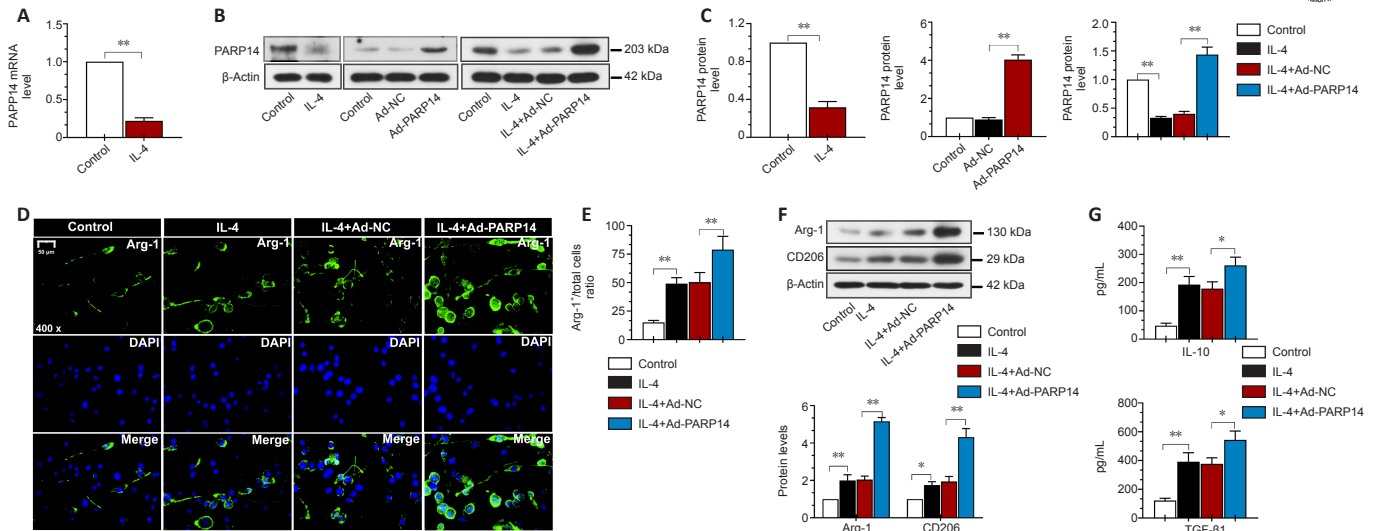 A
1.5
1.0
0.5
0
PAPP14 mRNA
level
**
Control
IL-4
B
PARP14
203 kDa
β-Actin
42 kDa
Control
IL-4
Control
Ad-NC
Ad-PARP14
Control
IL-4
IL-4+Ad-NC
IL-4+Ad-PARP14
C
PARP14 protein
level
1.2
0.8
0.4
0
**
Control
IL-4
PARP14 protein
level
6
4
2
0
**
Control
Ad-NC
Ad-PARP14
PARP14 protein
level
2.0
1.5
1.0
0.5
0
**
**
Control
IL-4
IL-4+Ad-NC
IL-4+Ad-PARP14
D
Control
IL-4
IL-4+Ad-NC
IL-4+Ad-PARP14
Arg-1
Arg-1
Arg-1
Arg-1
50 μm
400 x
DAPI
DAPI
DAPI
DAPI
Merge
Merge
Merge
Merge
E
Arg-1+/total cells
ratio
100
75
50
25
0
**
**
Control
IL-4
IL-4+Ad-NC
IL-4+Ad-PARP14
F
Arg-1
130 kDa
CD206
29 kDa
β-Actin
42 kDa
Control
IL-4
IL-4+Ad-NC
IL-4+Ad-PARP14
Control
IL-4
IL-4+Ad-NC
IL-4+Ad-PARP14
Protein levels
6
4
2
0
**
**
*
**
Arg-1
CD206
G
pg/mL
400
300
200
100
0
**
*
IL-10
Control
IL-4
IL-4+Ad-NC
IL-4+Ad-PARP14
pg/mL
800
600
400
200
0
**
*
TGF-β1